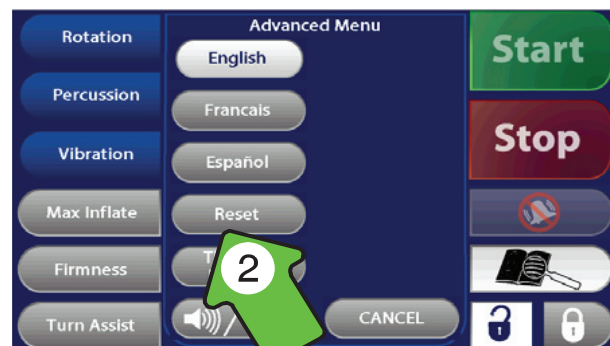 Advanced Menu
Rotation
Percussion
Vibration
Max Inflate
Firmness
Turn Assist
English
Francais
Español
Reset
2
CANCEL
Start
Stop